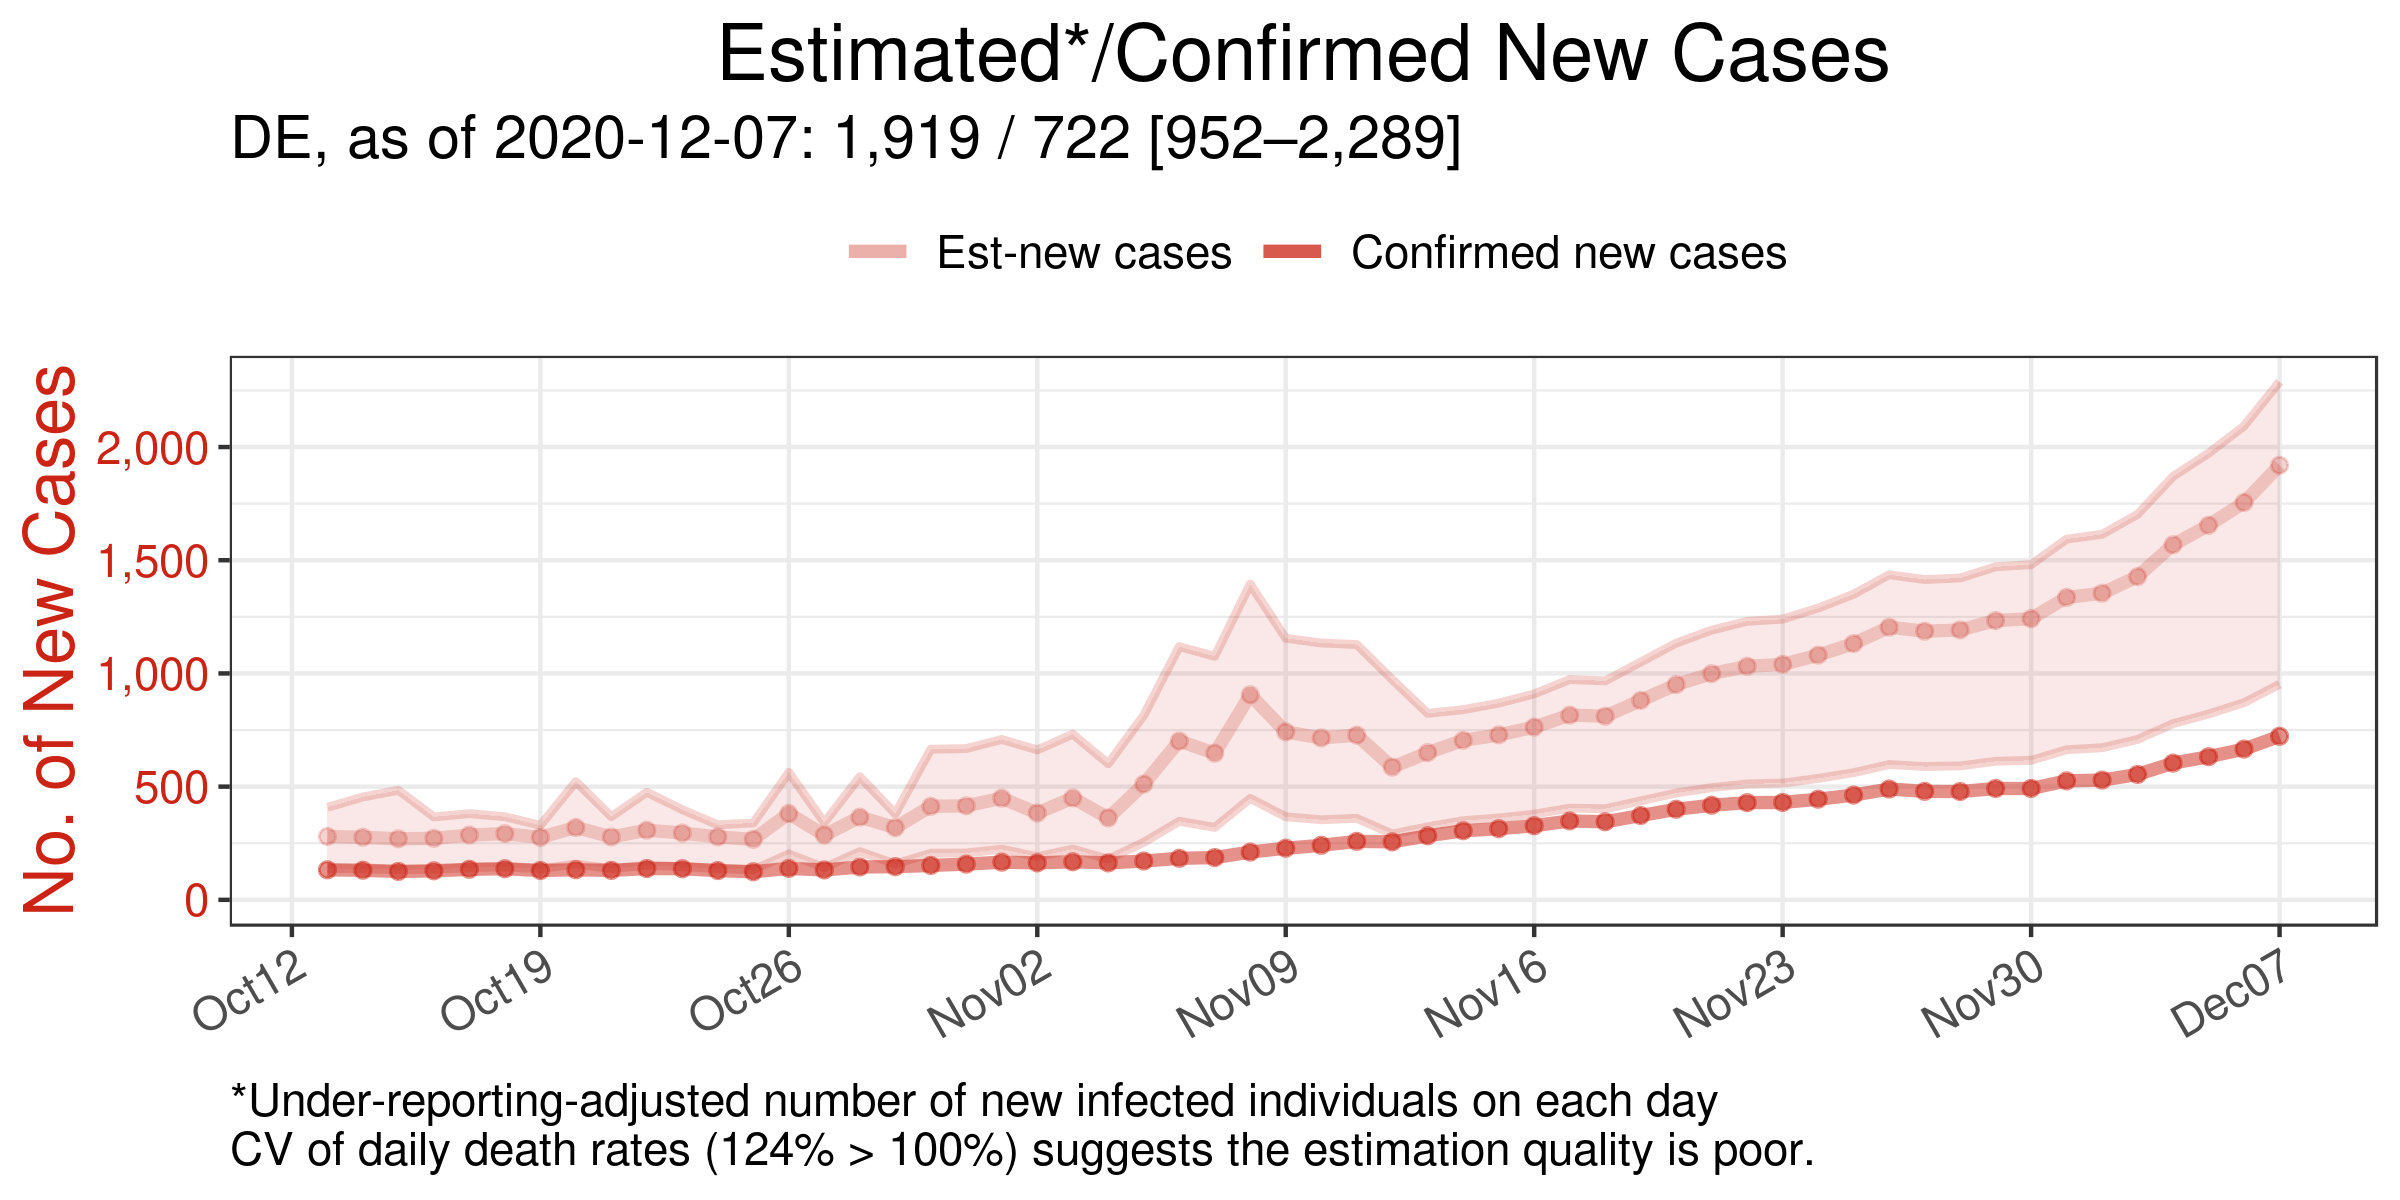 Estimated*/Confirmed New Cases
DE, as of 2020-12-07: 1,919 / 722 [952–2,289]
Est-new cases Confirmed new cases
No. of New Cases
2,000
1,500
1,000
500
0
Oct12 Oct19 Oct26 Nov02 Nov09 Nov16 Nov23 Nov30 Dec07
*Under-reporting-adjusted number of new infected individuals on each day
CV of daily death rates (124% > 100%) suggests the estimation quality is poor.